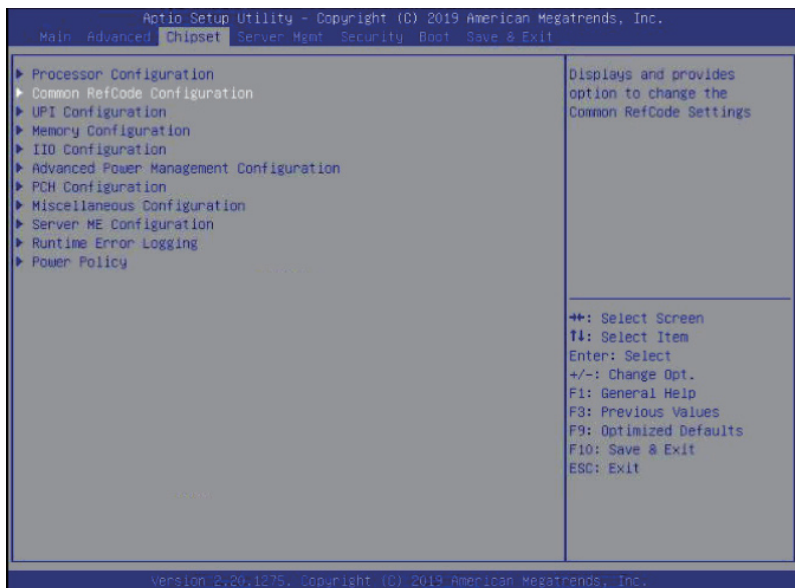 Aptio Setup Utility - Copyright (C) 2019 American Megatrends, Inc.
Main Advanced Chipset Server Mgmt Security Boot Save & Exit
Processor Configuration
Common RefCode Configuration
UPI Configuration
Memory Configuration
IIO Configuration
Advanced Power Management Configuration
PCH Configuration
Miscellaneous Configuration
Server ME Configuration
Runtime Error Logging
Power Policy
Displays and provides
option to change the
Common RefCode Settings
→←: Select Screen
↑↓: Select Item
Enter: Select
+/-: Change Opt.
F1: General Help
F3: Previous Values
F9: Optimized Defaults
F10: Save & Exit
ESC: Exit
Version 2.20.1275. Copyright (C) 2019 American Megatrends, Inc.